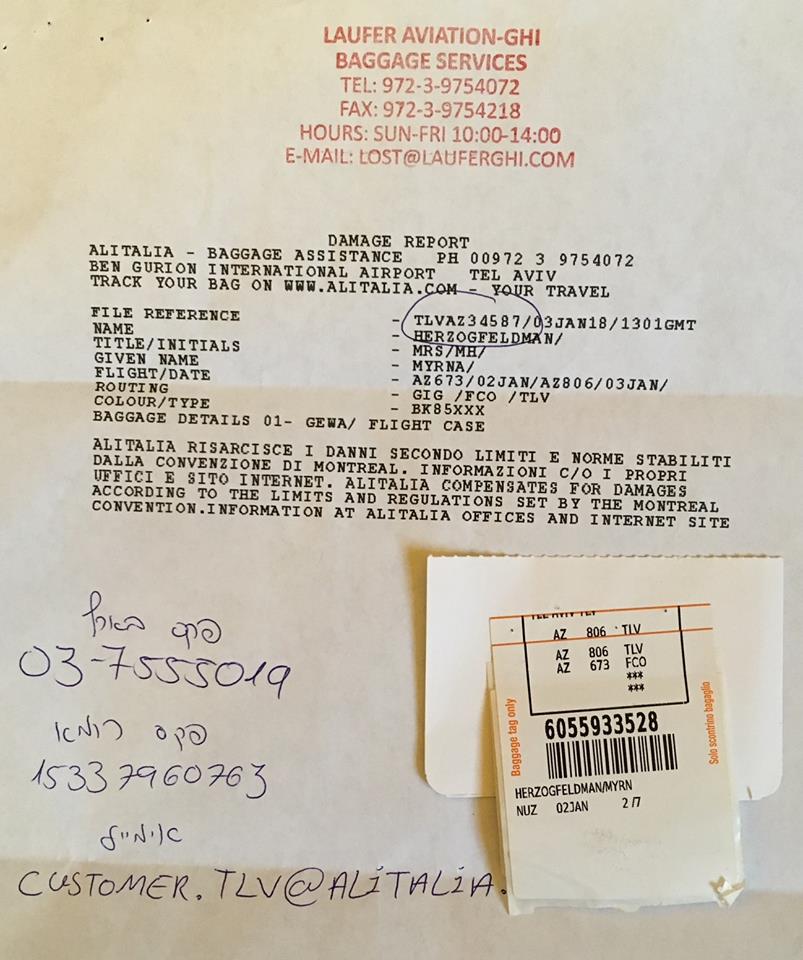 LAUFER AVIATION-GHI
BAGGAGE SERVICES
TEL: 972-3-9754072
FAX: 972-3-9754218
HOURS: SUN-FRI 10:00-14:00
E-MAIL: LOST@LAUFERGHI.COM
DAMAGE REPORT
ALITALIA - BAGGAGE ASSISTANCE PH 00972 3 9754072
BEN GURION INTERNATIONAL AIRPORT TEL AVIV
TRACK YOUR BAG ON WWW.ALITALIA.COM - YOUR TRAVEL
FILE REFERENCE - TLVAZ34587/03JAN18/1301GMT
NAME - HERZOGFELDMAN/
TITLE/INITIALS - MRS/MH/
GIVEN NAME - MYRNA/
FLIGHT/DATE - AZ673/02JAN/AZ806/03JAN/
ROUTING - GIG /FCO /TLV
COLOUR/TYPE - BK85XXX
BAGGAGE DETAILS 01- GEWA/ FLIGHT CASE
ALITALIA RISARCISCE I DANNI SECONDO LIMITI E NORME STABILITI
DALLA CONVENZIONE DI MONTREAL. INFORMAZIONI C/O I PROPRI
UFFICI E SITO INTERNET. ALITALIA COMPENSATES FOR DAMAGES
ACCORDING TO THE LIMITS AND REGULATIONS SET BY THE MONTREAL
CONVENTION.INFORMATION AT ALITALIA OFFICES AND INTERNET SITE
פקס בארץ
03-7555019
פקס רומא
15337960763
אימייל
CUSTOMER.TLV@ALITALIA.
TEL AVIV TLV
AZ 806 TLV
AZ 806 TLV
AZ 673 FCO
***
***
Baggage tag only
Solo scontrino bagaglio
6055933528
HERZOGFELDMAN/MYRN
NUZ 02JAN 2/7